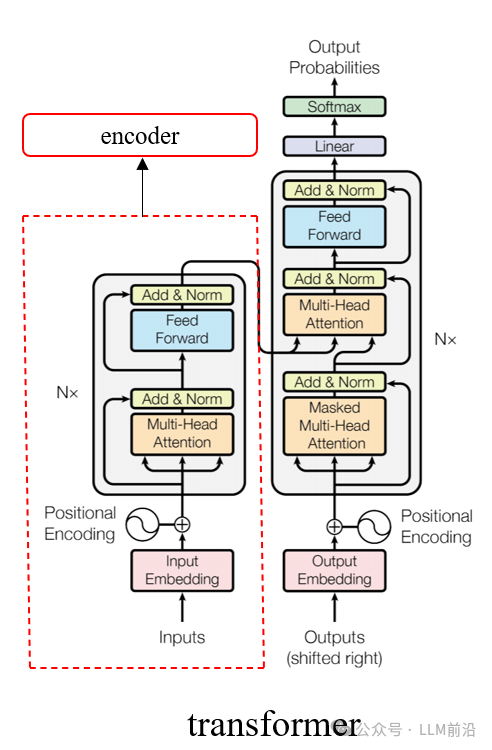 Output
Probabilities
Softmax
Linear
encoder
Add & Norm
Feed
Forward
Add & Norm
Multi-Head
Attention
Add & Norm
Feed
Forward
N×
Add & Norm
Masked
Multi-Head
Attention
N×
Add & Norm
Multi-Head
Attention
Positional
Encoding
Positional
Encoding
Input
Embedding
Output
Embedding
Inputs
Outputs
(shifted right)
transformer
公众号 · LLM前沿